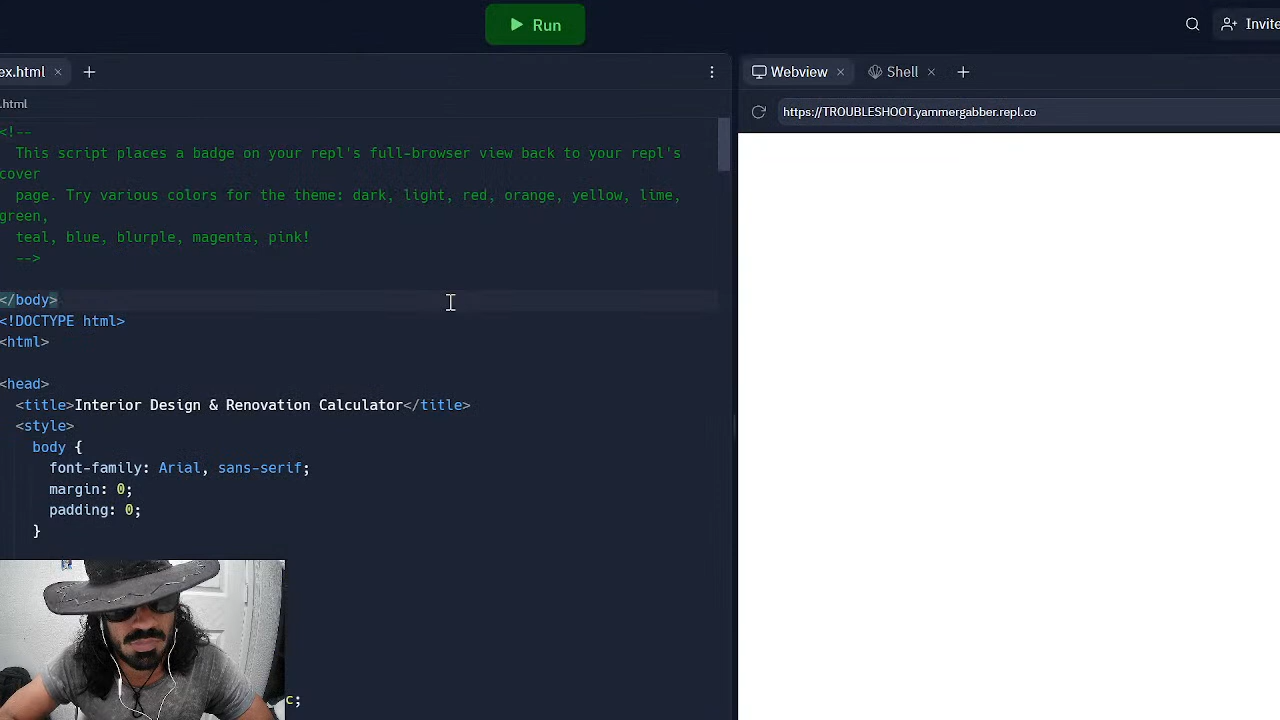 Run
Invite
ex.html
Webview
Shell
.html
https://TROUBLESHOOT.yammergabber.repl.co
<!--
This script places a badge on your repl's full-browser view back to your repl's
cover
page. Try various colors for the theme: dark, light, red, orange, yellow, lime,
green,
teal, blue, blurple, magenta, pink!
-->
</body>
<!DOCTYPE html>
<html>
<head>
<title>Interior Design & Renovation Calculator</title>
<style>
body {
font-family: Arial, sans-serif;
margin: 0;
padding: 0;
}
c;